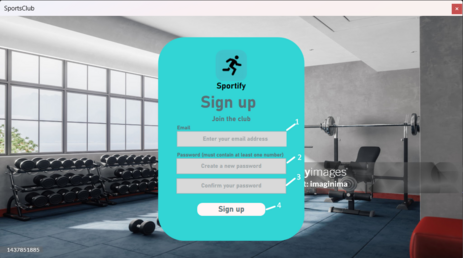 SportsClub
Sportify
Sign up
Join the club
Email
1
Enter your email address
Password (must contain at least one number)
2
Create a new password
3
Confirm your password
Sign up
4
yimages
t: imaginima
1437851885